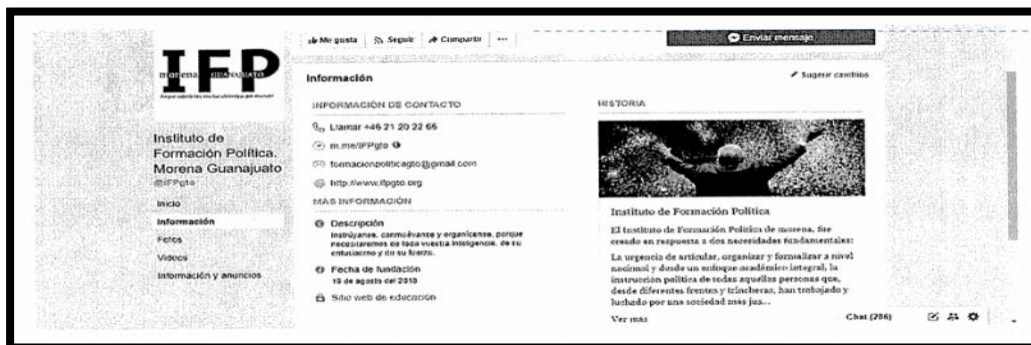 Me gusta Seguir Compartir ...
Enviar mensaje
IFP
morena GUANAJUATO
Información
Sugerir cambios
INFORMACIÓN DE CONTACTO
Llamar +46 21 20 22 66
m.me/IFPgto
formacionpoliticagto@gmail.com
http://www.ifpgto.org
MÁS INFORMACIÓN
Descripción
Instrúyanse, conmuévanse y organícense, porque
necesitaremos de toda vuestra inteligencia, de su
entusiasmo y de su fuerza.
Fecha de fundación
19 de agosto del 2018
Sitio web de educación
Instituto de
Formación Política.
Morena Guanajuato
@IFPgto
Inicio
Información
Fotos
Videos
Información y anuncios
HISTORIA
Instituto de Formación Política
El Instituto de Formación Política de morena, fue
creado en respuesta a dos necesidades fundamentales:
La urgencia de articular, organizar y formalizar a nivel
nacional y desde un enfoque académico integral, la
instrucción política de todas aquellas personas que,
desde diferentes frentes y trincheras, han trabajado y
luchado por una sociedad más jus...
Ver más
Chat (286)